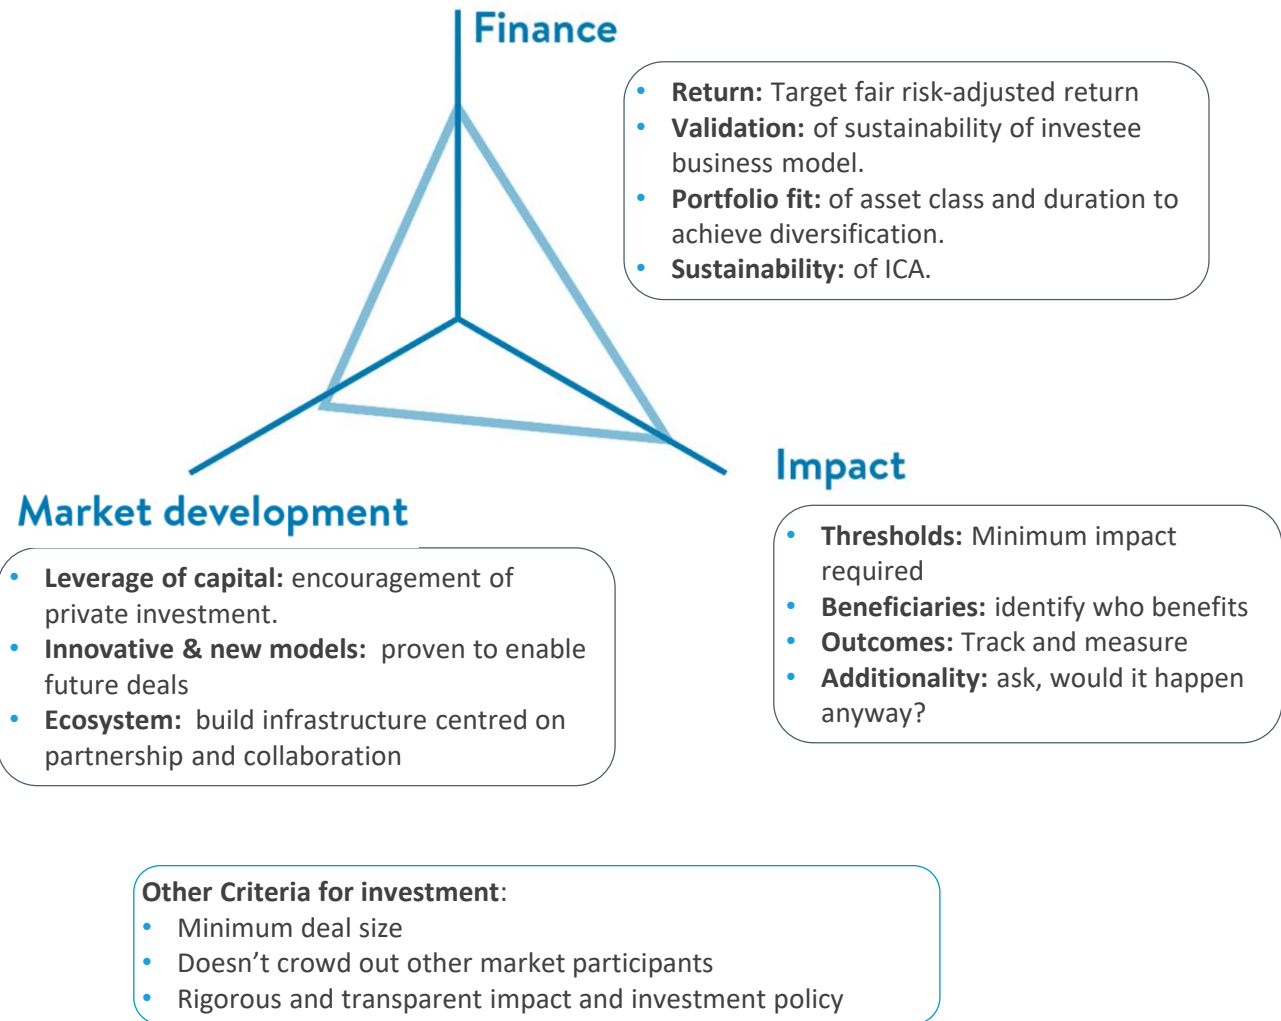 Finance
• Return: Target fair risk-adjusted return
• Validation: of sustainability of investee
business model.
• Portfolio fit: of asset class and duration to
achieve diversification.
• Sustainability: of ICA.
Impact
• Thresholds: Minimum impact
required
• Beneficiaries: identify who benefits
• Outcomes: Track and measure
• Additionality: ask, would it happen
anyway?
Market development
• Leverage of capital: encouragement of
private investment.
• Innovative & new models: proven to enable
future deals
• Ecosystem: build infrastructure centred on
partnership and collaboration
Other Criteria for investment:
• Minimum deal size
• Doesn’t crowd out other market participants
• Rigorous and transparent impact and investment policy